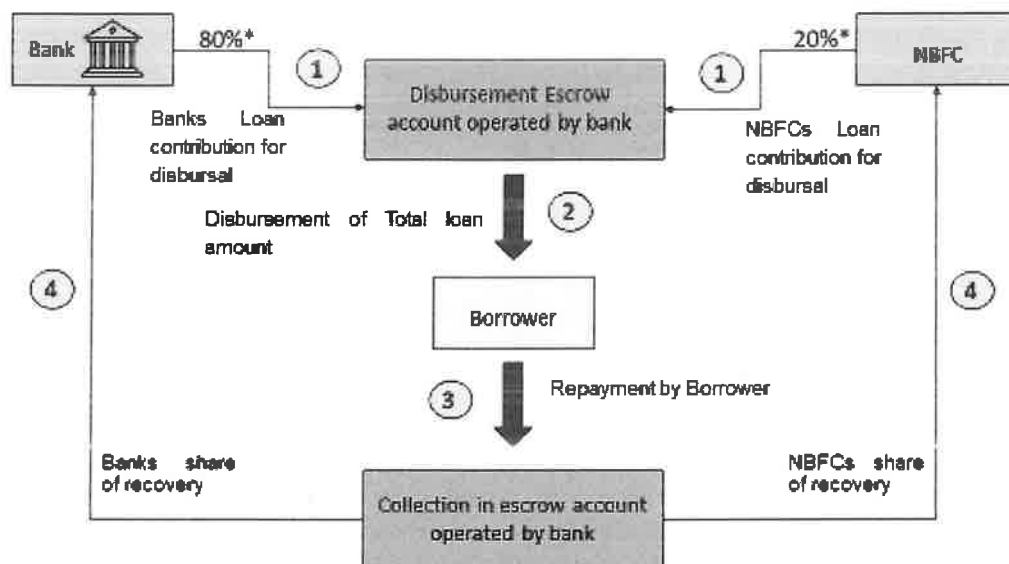 Bank
80%*
20%*
NBFC
1
1
Disbursement Escrow
account operated by bank
Banks Loan
contribution for
disbursal
NBFCs Loan
contribution for
disbursal
2
Disbursement of Total loan
amount
4
4
Borrower
3
Repayment by Borrower
Banks share
of recovery
NBFCs share
of recovery
Collection in escrow account
operated by bank